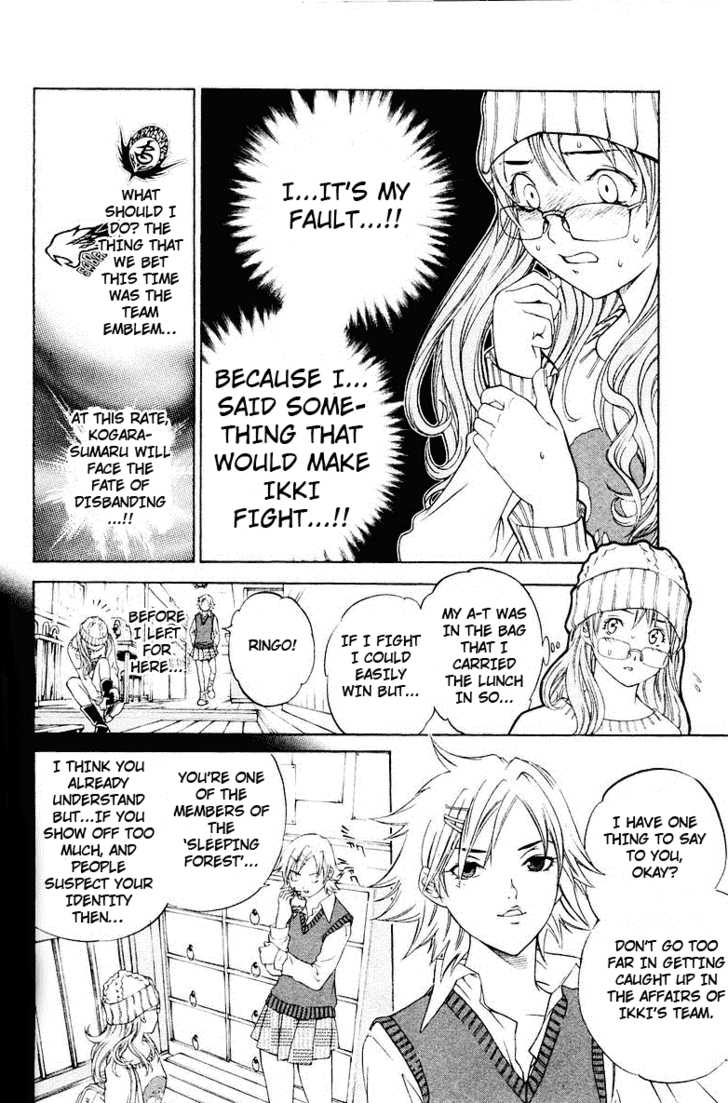 I...IT'S MY
FAULT...!!
BECAUSE I...
SAID SOME-
THING THAT
WOULD MAKE
IKKI
FIGHT...!!
WHAT
SHOULD I
DO? THE
THING THAT
WE BET
THIS TIME
WAS THE
TEAM
EMBLEM...
AT THIS RATE,
KOGARA-
SUMARU WILL
FACE THE
FATE OF
DISBANDING
...!!
MY A-T WAS
IN THE BAG
THAT I
CARRIED
THE LUNCH
IN SO...
IF I FIGHT
I COULD
EASILY
WIN BUT...
RINGO!
BEFORE
I LEFT
FOR
HERE...
I HAVE ONE
THING TO SAY
TO YOU,
OKAY?
DON'T GO TOO
FAR IN GETTING
CAUGHT UP IN
THE AFFAIRS OF
IKKI'S TEAM.
YOU'RE ONE
OF THE
MEMBERS OF
THE
'SLEEPING
FOREST'...
I THINK YOU
ALREADY
UNDERSTAND
BUT...IF YOU
SHOW OFF TOO
MUCH, AND
PEOPLE
SUSPECT YOUR
IDENTITY
THEN...